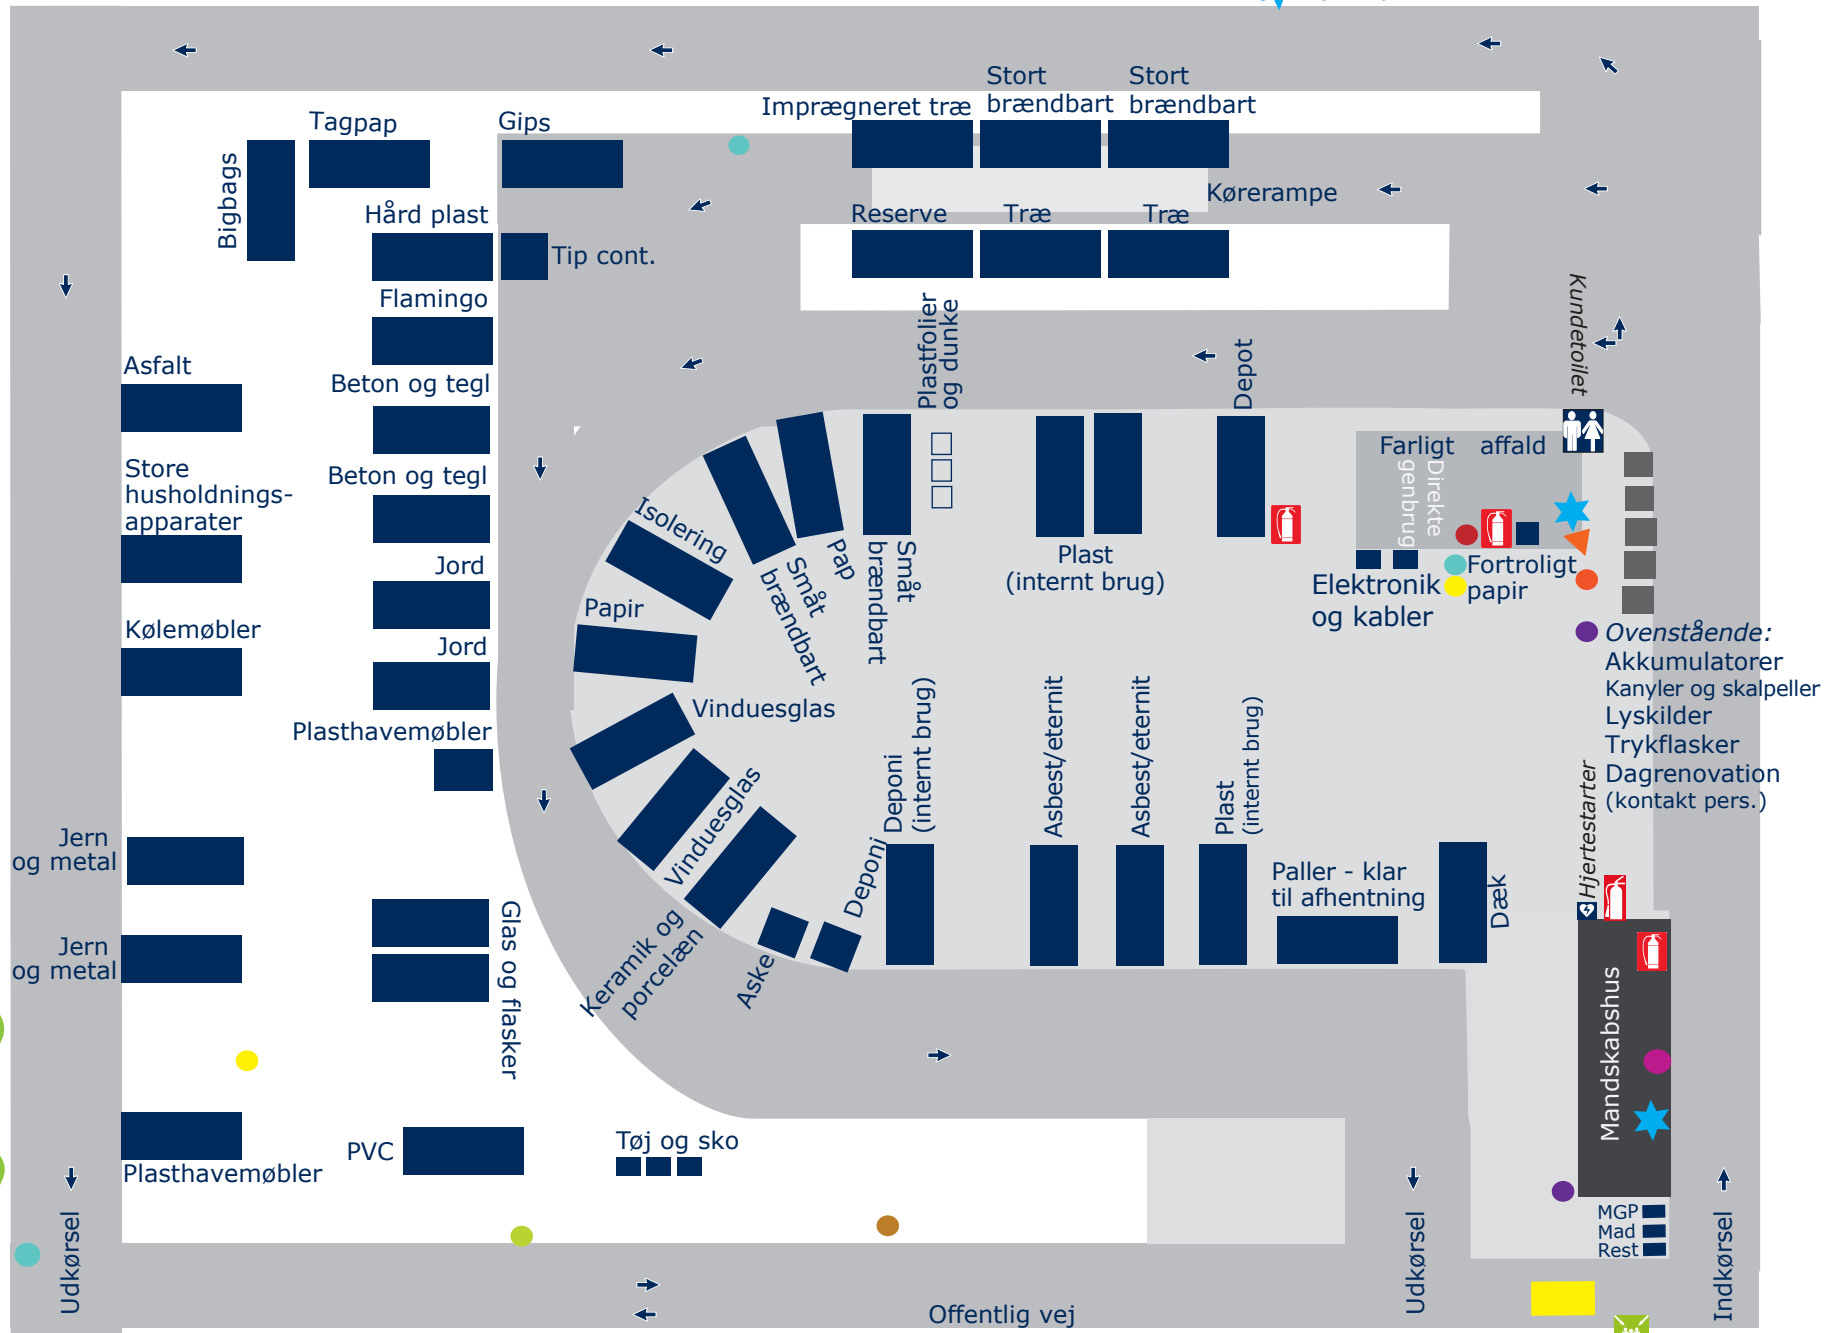 Stort
brændbart
Stort
brændbart
Imprægneret træ
Tagpap
Gips
Bigbags
Kørerampe
Hård plast
Reserve
Træ
Træ
Tip cont.
Flamingo
Plastfolier
og dunke
Depot
Kundetoilet
Asfalt
Beton og tegl
Farligt affald
Direkte
genbrug
Store
husholdnings-
apparater
Beton og tegl
Isolering
Småt
brændbart
Pap
Småt
brændbart
Plast
(internt brug)
Elektronik
og kabler
Fortroligt
papir
Jord
Papir
Kølemøbler
Jord
Ovenstående:
Akkumulatorer
Kanyler og skalpeller
Lyskilder
Trykflasker
Dagrenovation
(kontakt pers.)
Vinduesglas
Plasthavemøbler
Vinduesglas
Deponi
(internt brug)
Asbest/eternit
Asbest/eternit
Plast
(internt brug)
Hjertestarter
Jern
og metal
Paller - klar
til afhentning
Dæk
Deponi
Keramik og
porcelæn
Aske
Jern
og metal
Glas og flasker
Mandskabshus
Plasthavemøbler
PVC
Tøj og sko
MGP
Mad
Rest
Udkørsel
Udkørsel
Indkørsel
Offentlig vej